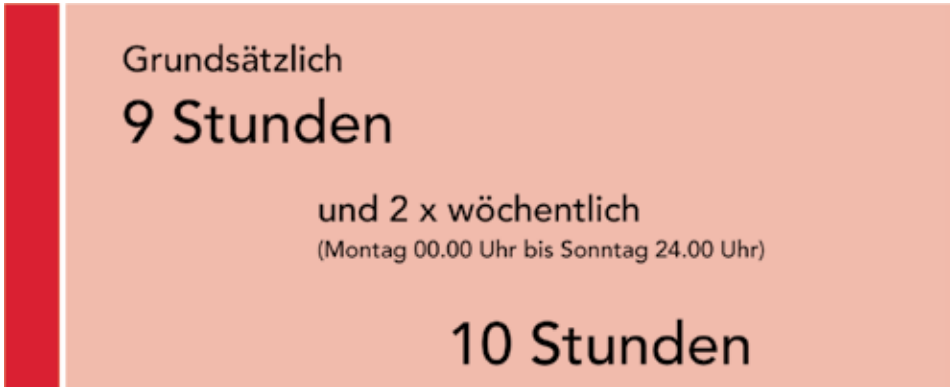 Grundsätzlich
9 Stunden
und 2 x wöchentlich
(Montag 00.00 Uhr bis Sonntag 24.00 Uhr)
10 Stunden